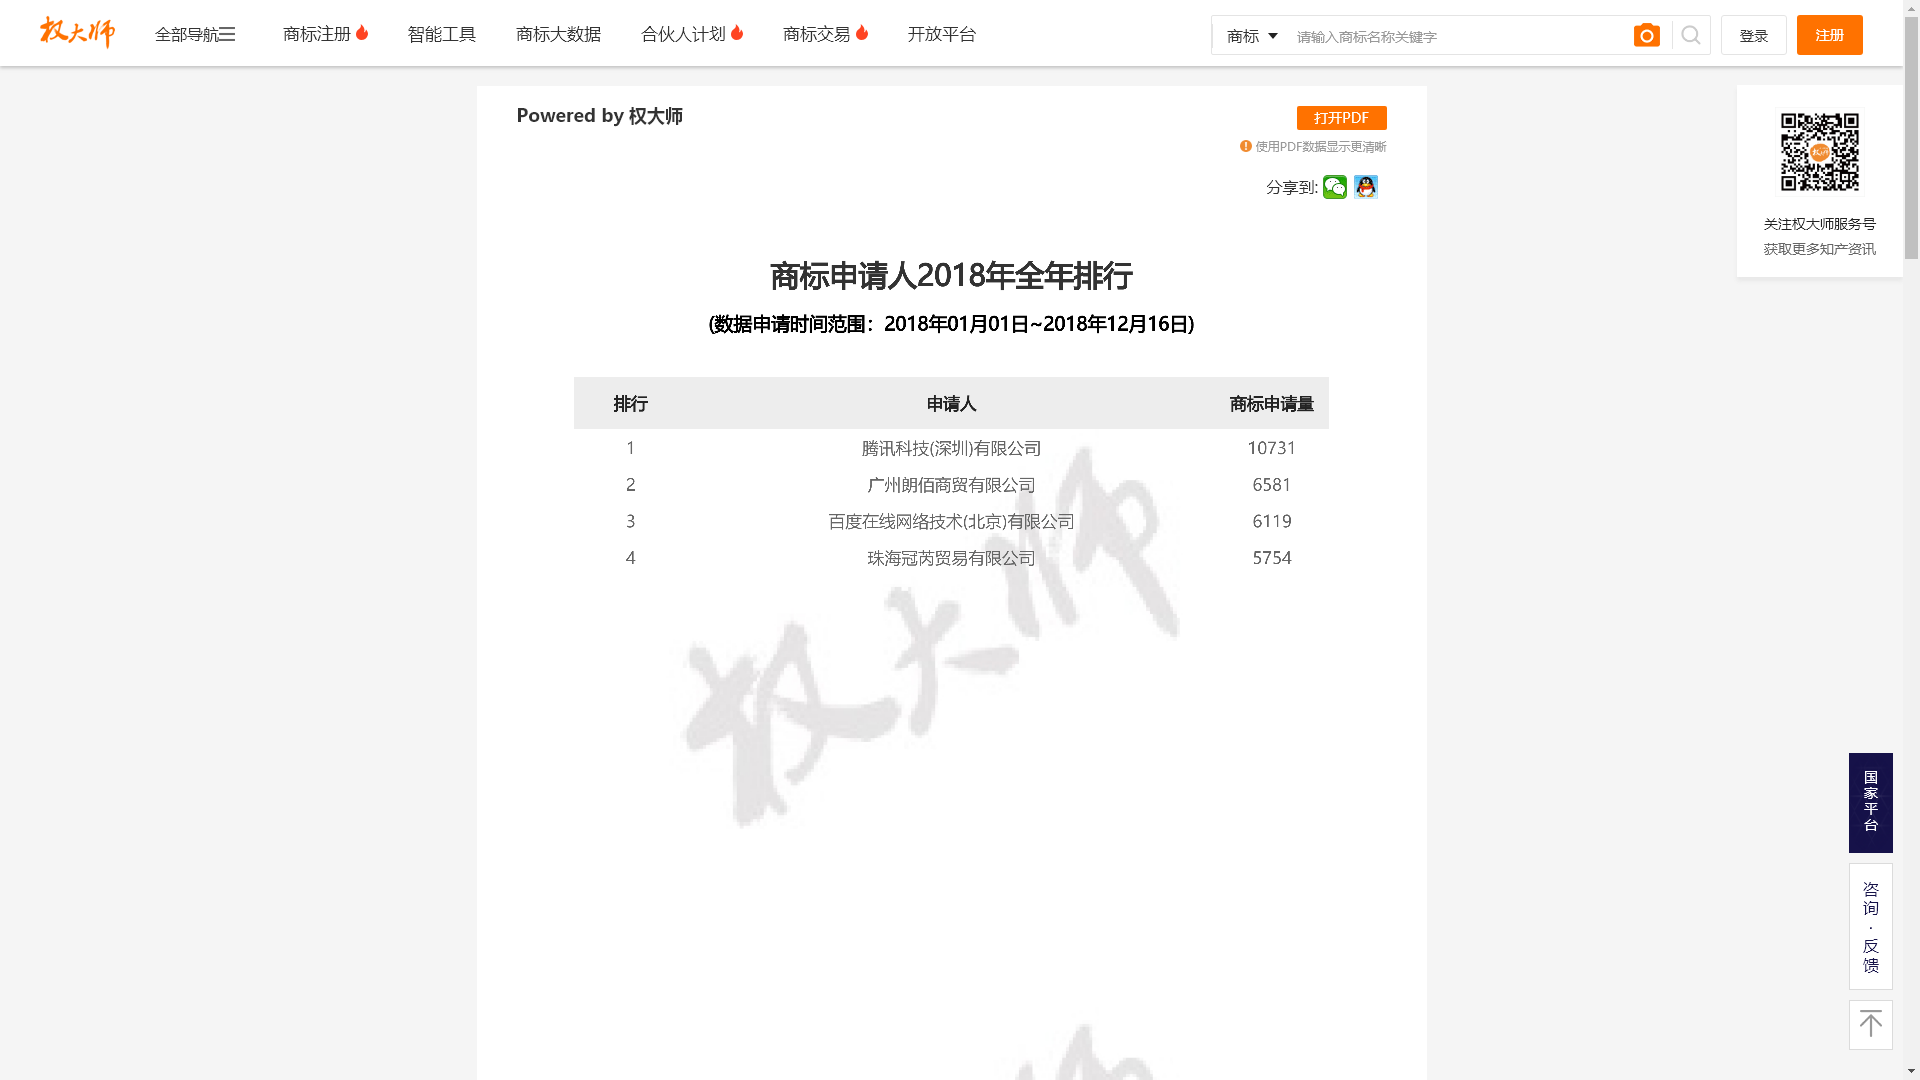 权大师 全部导航 商标注册 智能工具 商标大数据 合伙人计划 商标交易 开放平台 商标 请输入商标名称关键字 登录 注册
Powered by 权大师
打开PDF
使用PDF数据显示更清晰
分享到:
关注权大师服务号
获取更多知产资讯
商标申请人2018年全年排行
(数据申请时间范围：2018年01月01日~2018年12月16日)
排行 申请人 商标申请量
1 腾讯科技(深圳)有限公司 10731
2 广州朗佰商贸有限公司 6581
3 百度在线网络技术(北京)有限公司 6119
4 珠海冠芮贸易有限公司 5754
权大师
国家平台
咨询·反馈